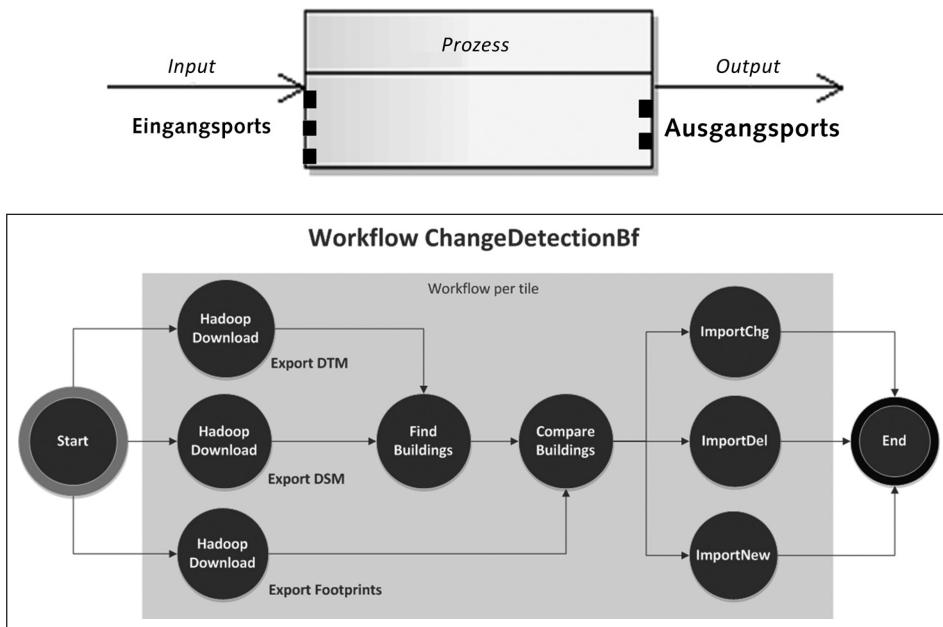 Prozess
Input
Output
Eingangsports
Ausgangsports
Workflow ChangeDetectionBf
Workflow per tile
Hadoop
Download
Export DTM
ImportChg
Start
Hadoop
Download
Export DSM
Find
Buildings
Compare
Buildings
ImportDel
End
Hadoop
Download
Export Footprints
ImportNew